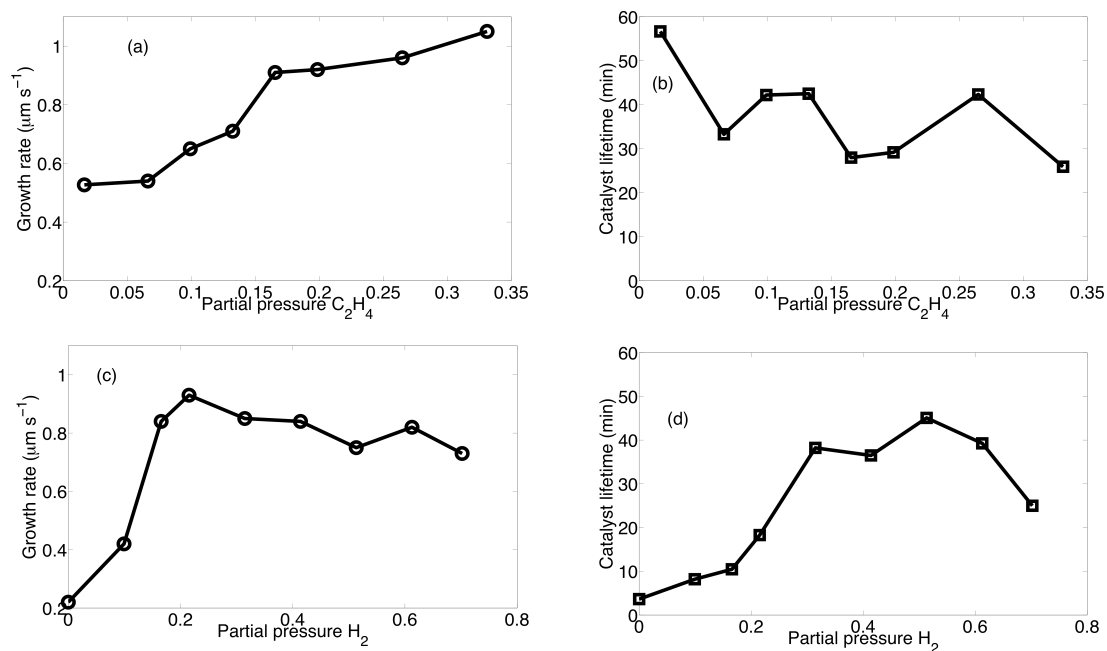 (a)
Growth rate (μm s⁻¹)
1
0.8
0.6
0.4
0.2
0 0.05 0.1 0.15 0.2 0.25 0.3 0.35
Partial pressure C₂H₄
(b)
Catalyst lifetime (min)
60
50
40
30
20
10
0
0 0.05 0.1 0.15 0.2 0.25 0.3 0.35
Partial pressure C₂H₄
(c)
Growth rate (μm s⁻¹)
1
0.8
0.6
0.4
0.2
0 0.2 0.4 0.6 0.8
Partial pressure H₂
(d)
Catalyst lifetime (min)
60
50
40
30
20
10
0
0 0.2 0.4 0.6 0.8
Partial pressure H₂